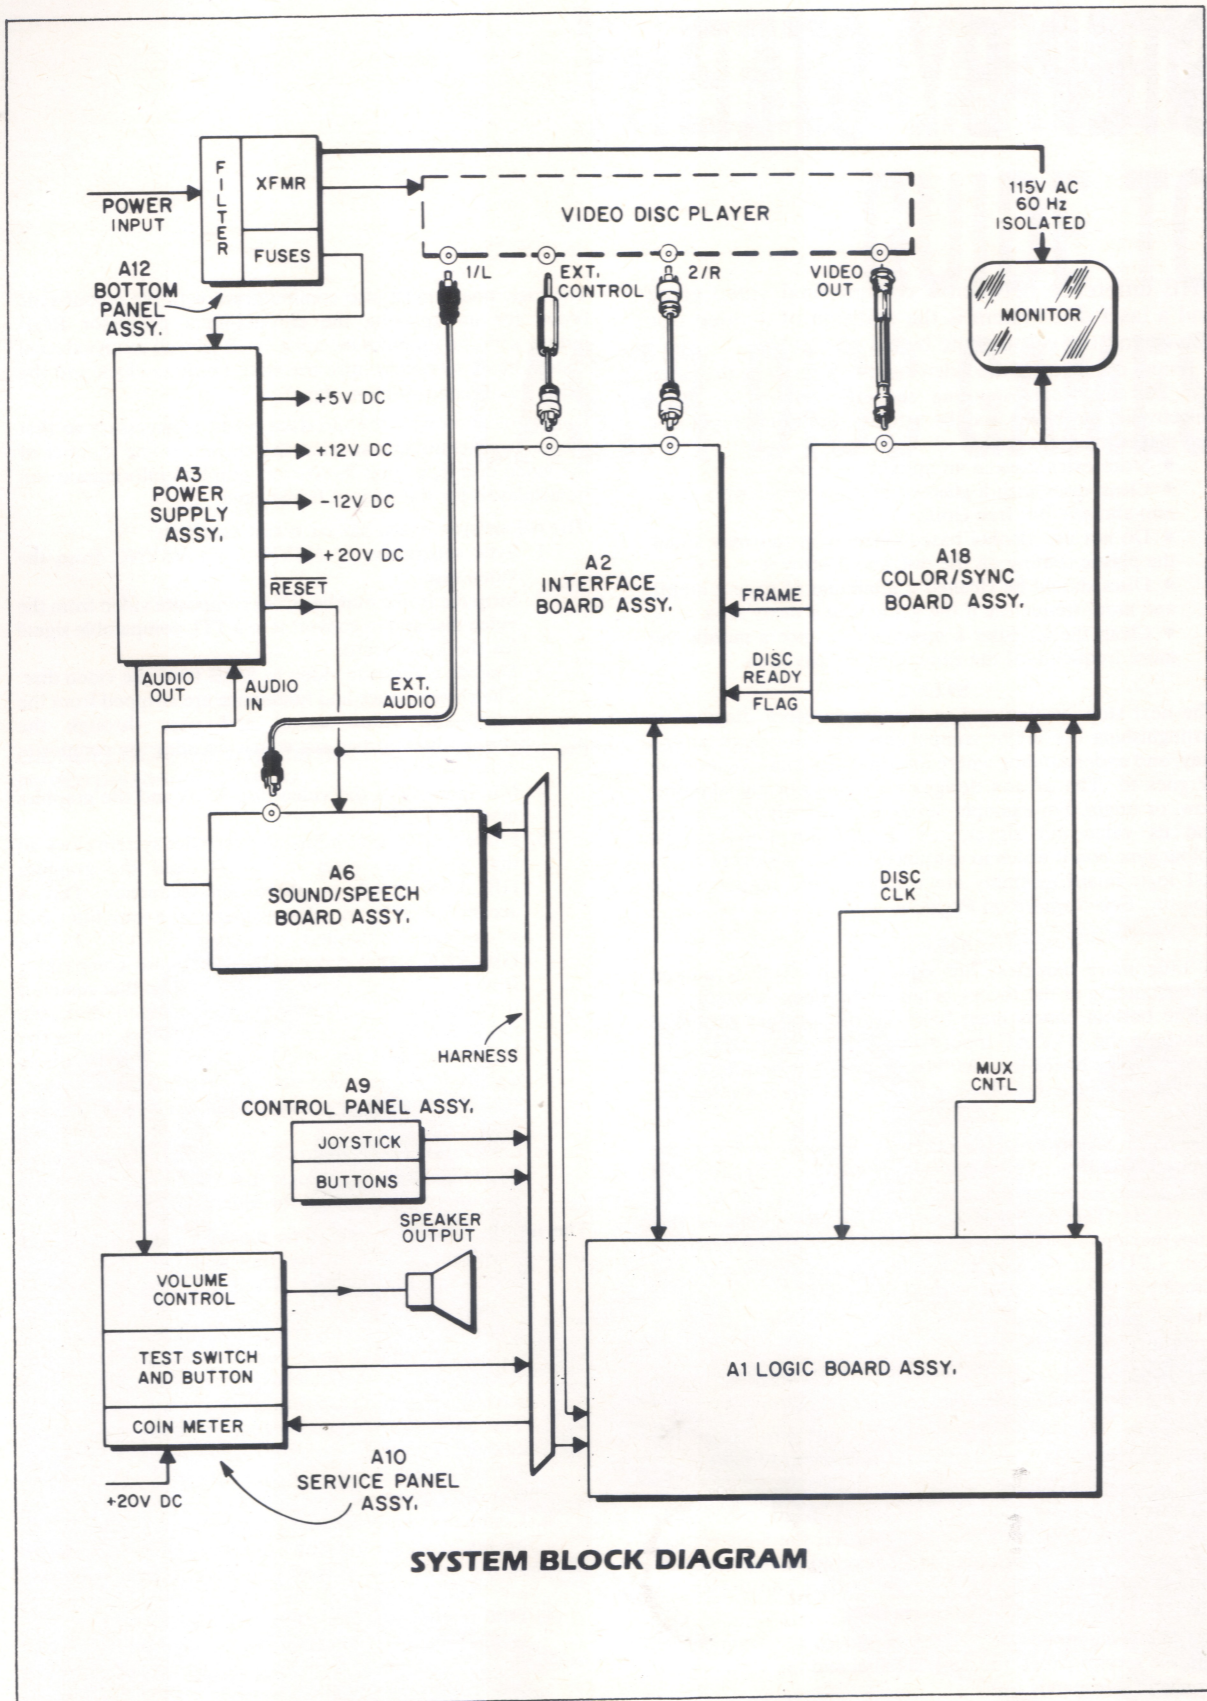 FILTER
XFMR
FUSES
POWER
INPUT
A12
BOTTOM
PANEL
ASSY.
VIDEO DISC PLAYER
115V AC
60 Hz
ISOLATED
1/L
EXT.
CONTROL
2/R
VIDEO
OUT
MONITOR
A3
POWER
SUPPLY
ASSY.
+5V DC
+12V DC
-12V DC
+20V DC
RESET
AUDIO
OUT
AUDIO
IN
EXT.
AUDIO
A2
INTERFACE
BOARD ASSY.
FRAME
DISC
READY
FLAG
A18
COLOR/SYNC
BOARD ASSY.
A6
SOUND/SPEECH
BOARD ASSY.
DISC
CLK
HARNESS
MUX
CNTL
A9
CONTROL PANEL ASSY.
JOYSTICK
BUTTONS
SPEAKER
OUTPUT
VOLUME
CONTROL
TEST SWITCH
AND BUTTON
COIN METER
A1 LOGIC BOARD ASSY.
+20V DC
A10
SERVICE PANEL
ASSY.
SYSTEM BLOCK DIAGRAM